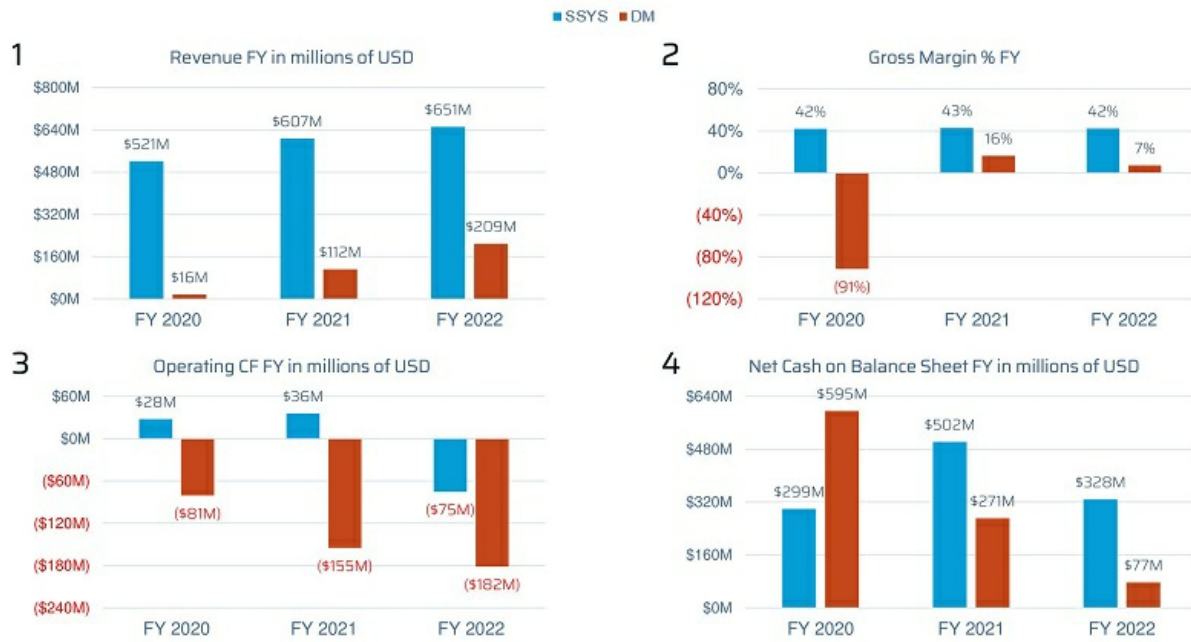 SSYS DM
1 Revenue FY in millions of USD
$800M
$640M
$480M
$320M
$160M
$0M
$521M
$16M
$607M
$112M
$651M
$209M
FY 2020 FY 2021 FY 2022
2 Gross Margin % FY
80%
40%
0%
(40%)
(80%)
(120%)
42%
(91%)
43%
16%
42%
7%
FY 2020 FY 2021 FY 2022
3 Operating CF FY in millions of USD
$60M
$0M
($60M)
($120M)
($180M)
($240M)
$28M
($81M)
$36M
($155M)
($75M)
($182M)
FY 2020 FY 2021 FY 2022
4 Net Cash on Balance Sheet FY in millions of USD
$640M
$480M
$320M
$160M
$0M
$299M
$595M
$502M
$271M
$328M
$77M
FY 2020 FY 2021 FY 2022